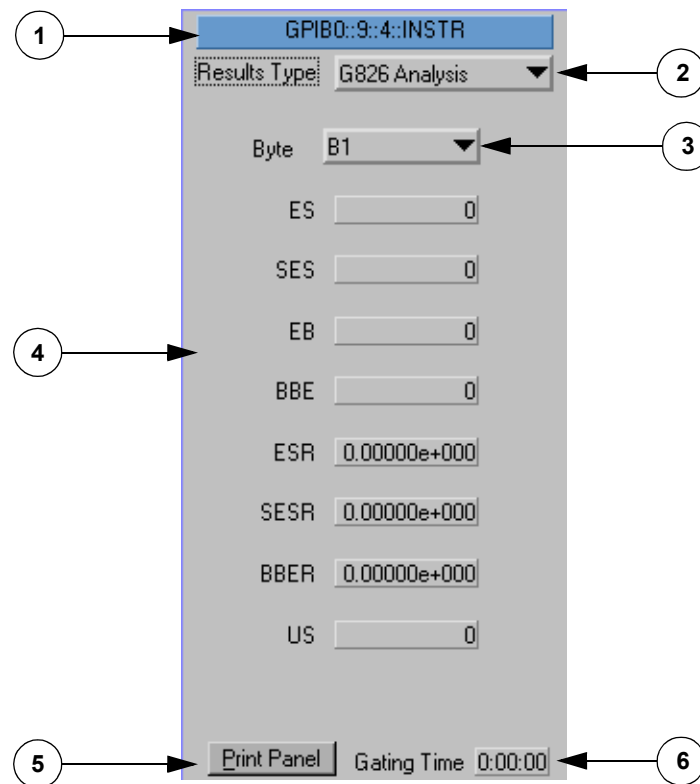 1
GPIB0::9::4::INSTR
Results Type G826 Analysis
2
Byte B1
3
ES 0
SES 0
EB 0
4
BBE 0
ESR 0.00000e+000
SESR 0.00000e+000
BBER 0.00000e+000
US 0
5
Print Panel Gating Time 0:00:00
6